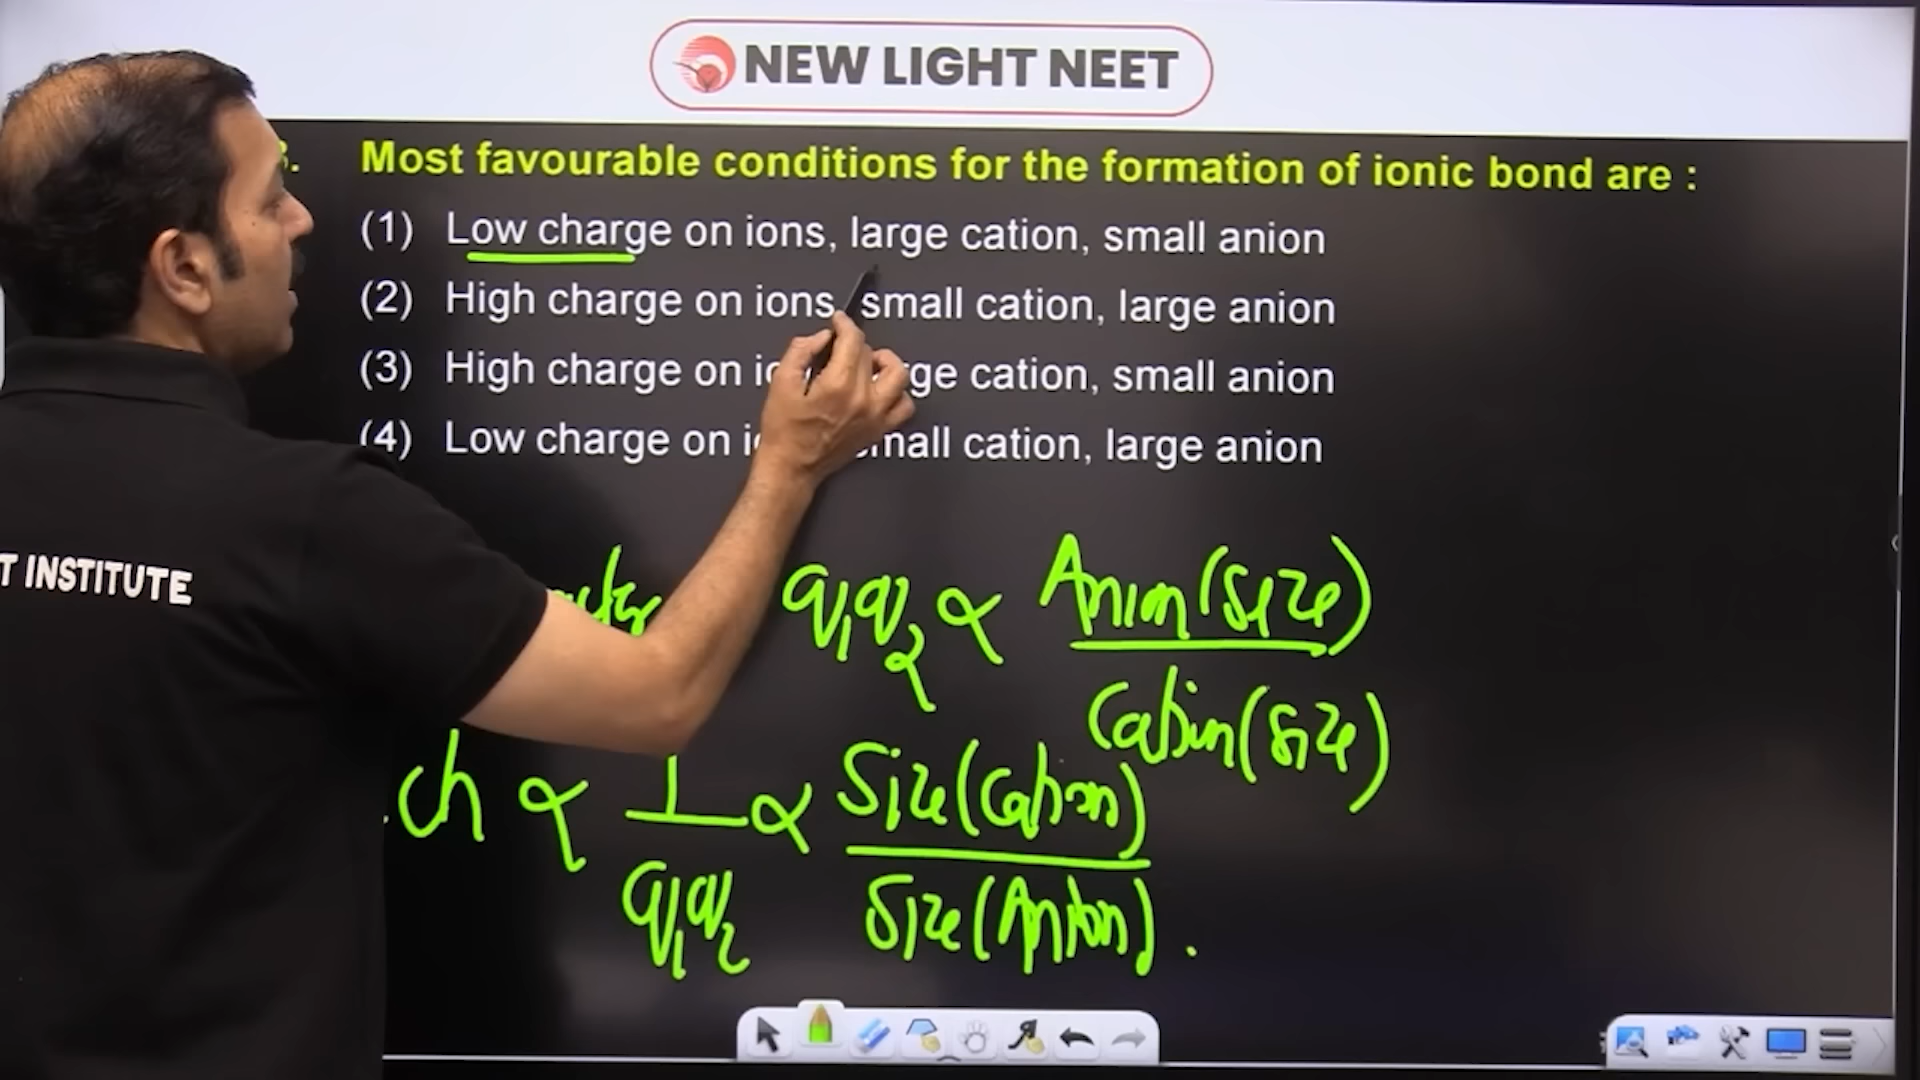 NEW LIGHT NEET
Most favourable conditions for the formation of ionic bond are :
(1) Low charge on ions, large cation, small anion
(2) High charge on ions, small cation, large anion
(3) High charge on cation, small anion
(4) Low charge on cation, large anion
T INSTITUTE
q₁q₂ ∝ Anion (Size)
Cation (Size)
ch ∝ 1 ∝ Size (Cation)
q₁q₂ Size (Anion) .